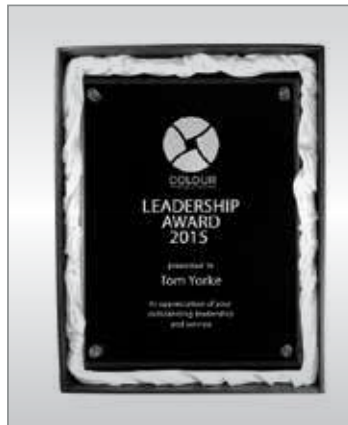 COLOUR
LEADERSHIP
AWARD
2015
presented to
Tom Yorke
In appreciation of your
outstanding leadership
and service